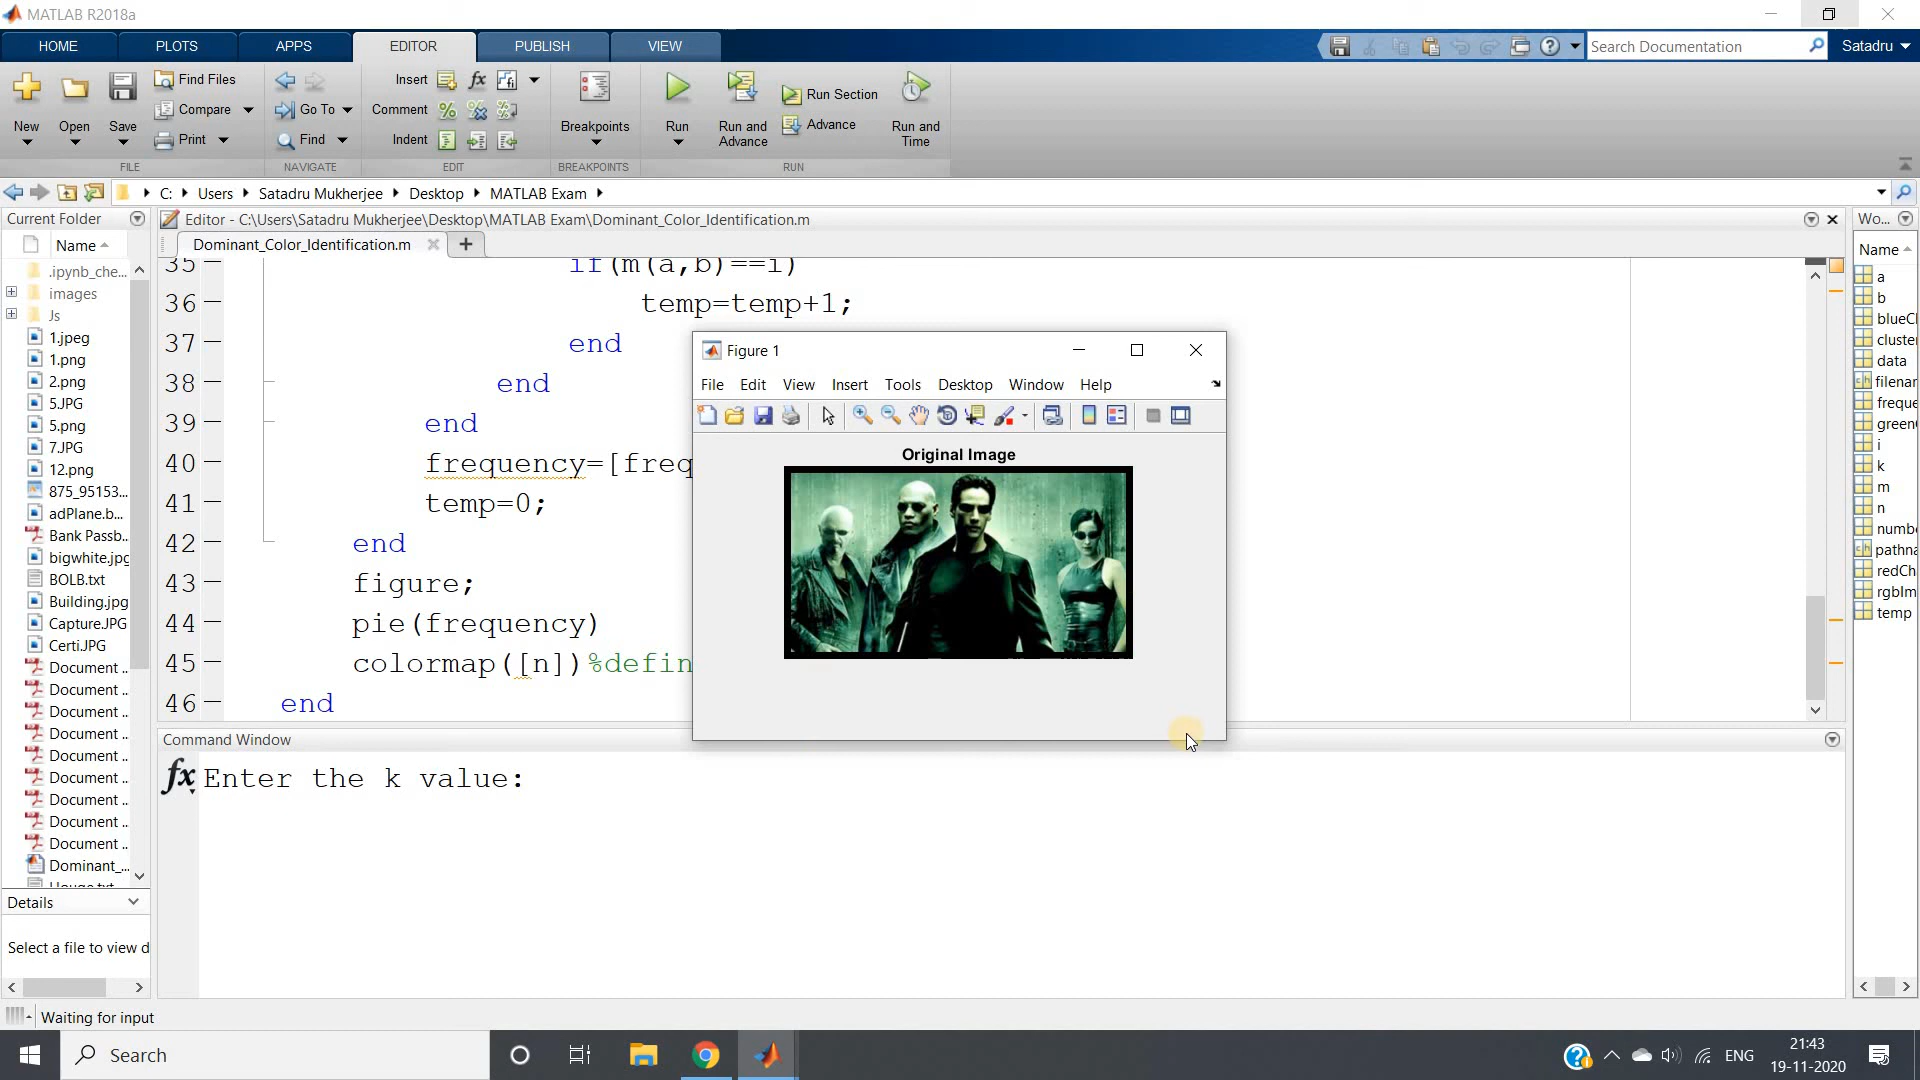 MATLAB R2018a
HOME PLOTS APPS EDITOR PUBLISH VIEW
Search Documentation
Satadru
New
Open
Save
Find Files
Compare
Print
FILE
Go To
Find
NAVIGATE
Insert
Comment
Indent
EDIT
Breakpoints
BREAKPOINTS
Run
Run and
Advance
Run Section
Advance
Run and
Time
RUN
C: Users Satadru Mukherjee Desktop MATLAB Exam
Current Folder
Name
.ipynb_che...
images
Js
1.jpeg
1.png
2.png
5.JPG
5.png
7.JPG
12.png
875_95153...
adPlane.b...
Bank Passb...
bigwhite.jpg
BOLB.txt
Building.jpg
Capture.JPG
Certi.JPG
Document ...
Document ...
Document ...
Document ...
Document ...
Document ...
Document ...
Document ...
Document ...
Dominant_...
Details
Select a file to view d
Editor - C:\Users\Satadru Mukherjee\Desktop\MATLAB Exam\Dominant_Color_Identification.m
Dominant_Color_Identification.m
35 if(m(a,b)==i)
36 temp=temp+1;
37 end
38 end
39 end
40 frequency=[freq
41 temp=0;
42 end
43 figure;
44 pie(frequency)
45 colormap([n])%defin
46 end
Figure 1
File Edit View Insert Tools Desktop Window Help
Original Image
Command Window
fx Enter the k value:
Wo...
Name
a
b
blueCl
cluster
data
filenar
freque
green
i
k
m
n
numbe
pathna
redCh
rgbIm
temp
Waiting for input
Search
ENG
21:43
19-11-2020